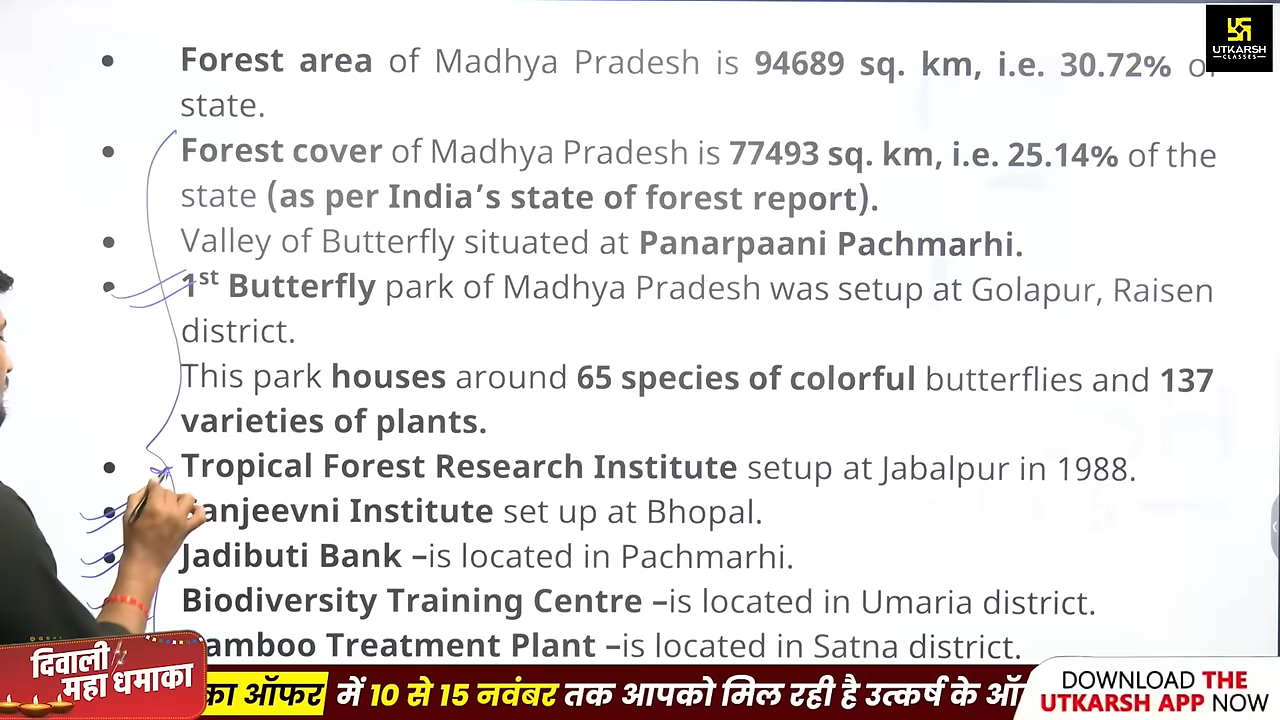 UTKARSH
CLASSES
• Forest area of Madhya Pradesh is 94689 sq. km, i.e. 30.72% of
state.
• Forest cover of Madhya Pradesh is 77493 sq. km, i.e. 25.14% of the
state (as per India’s state of forest report).
• Valley of Butterfly situated at Panarpaani Pachmarhi.
• 1st Butterfly park of Madhya Pradesh was setup at Golapur, Raisen
district.
This park houses around 65 species of colorful butterflies and 137
varieties of plants.
• Tropical Forest Research Institute setup at Jabalpur in 1988.
• anjeevni Institute set up at Bhopal.
• Jadibuti Bank –is located in Pachmarhi.
Biodiversity Training Centre –is located in Umaria district.
amboo Treatment Plant –is located in Satna district.
दिवाली
महा धमाका
का ऑफर में 10 से 15 नवंबर तक आपको मिल रही है उत्कर्ष के
DOWNLOAD THE
UTKARSH APP NOW